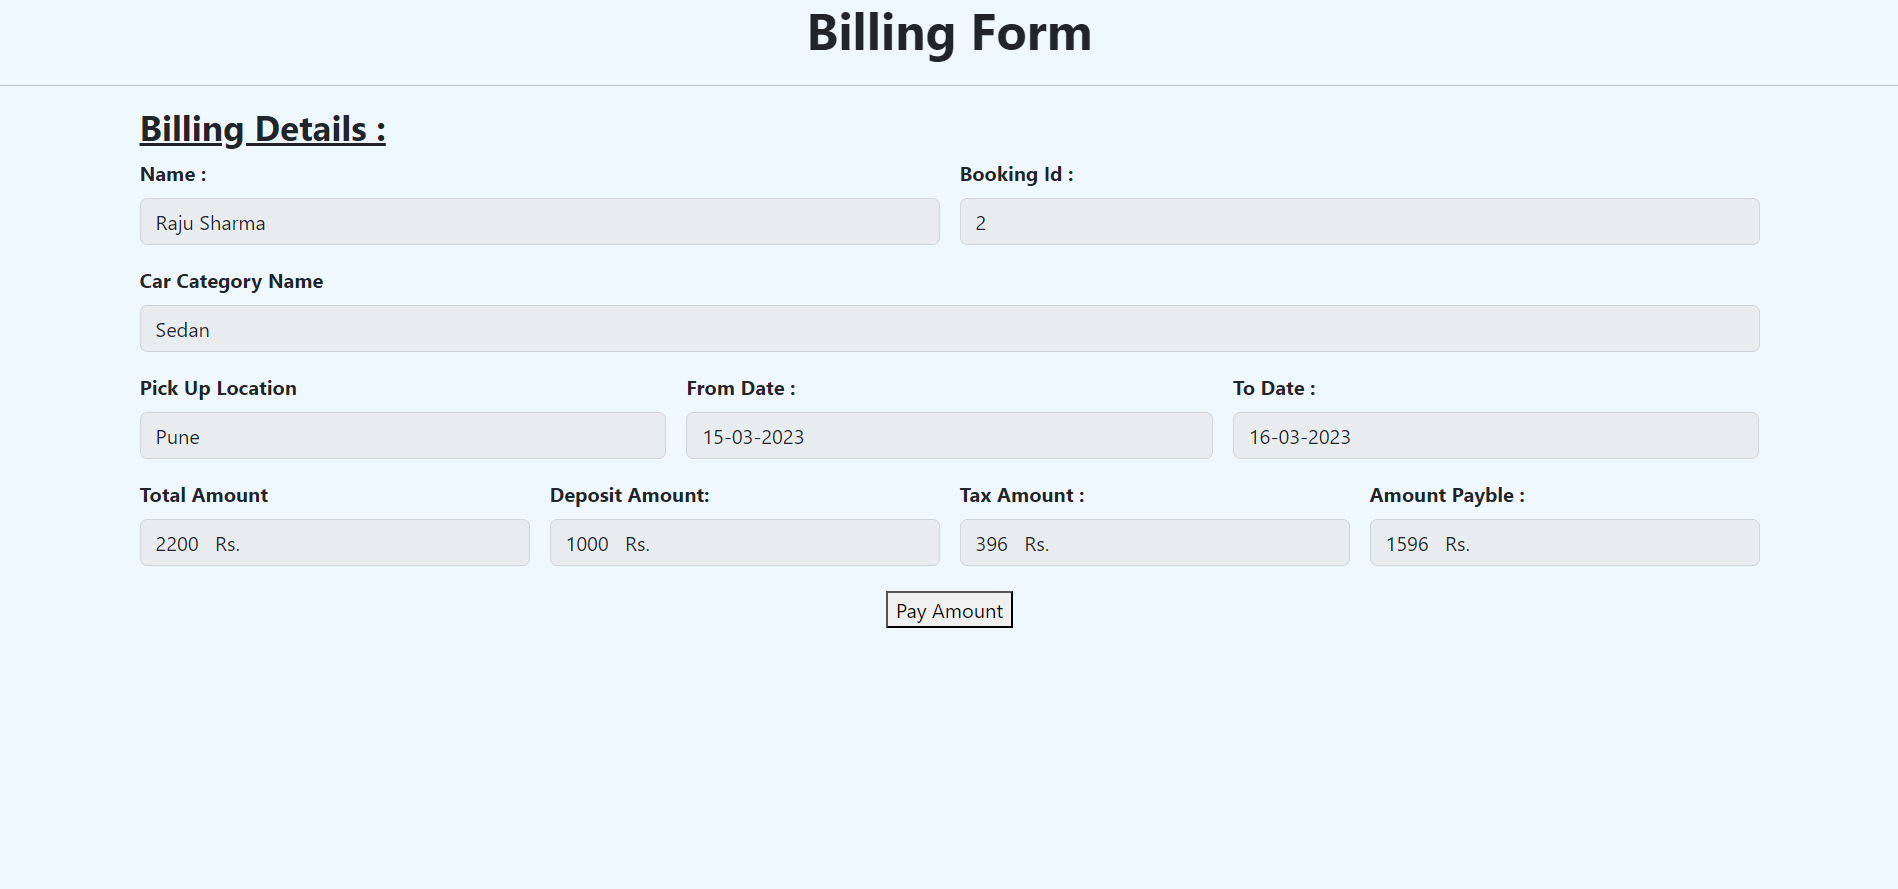 Billing Form
Billing Details :
Name : Booking Id :
Raju Sharma 2
Car Category Name
Sedan
Pick Up Location From Date : To Date :
Pune 15-03-2023 16-03-2023
Total Amount Deposit Amount: Tax Amount : Amount Payble :
2200 Rs. 1000 Rs. 396 Rs. 1596 Rs.
Pay Amount